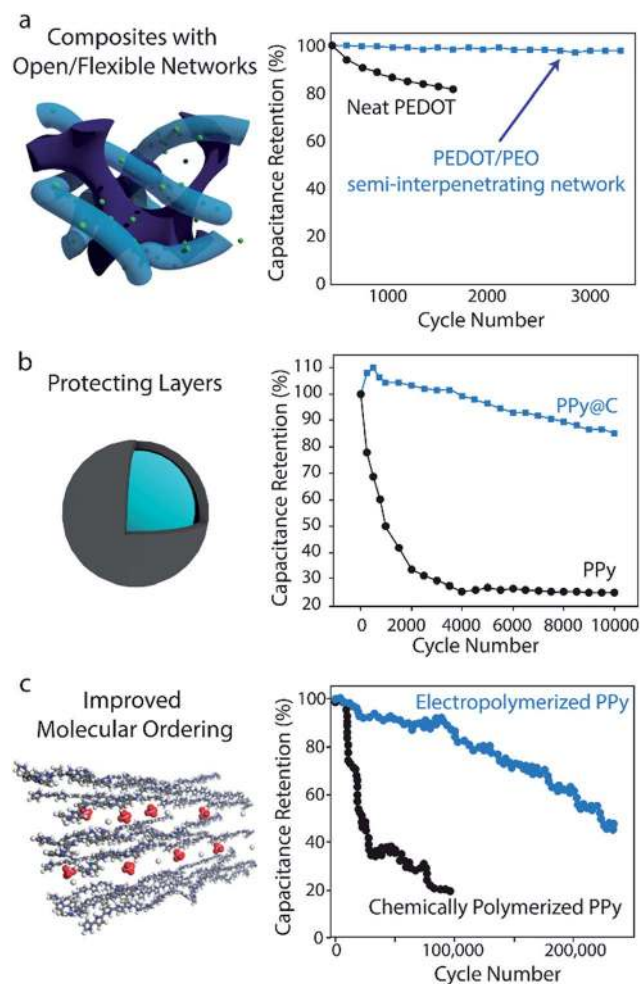 a
Composites with
Open/Flexible Networks
Capacitance Retention (%)
100
80
60
40
20
0
Neat PEDOT
PEDOT/PEO
semi-interpenetrating network
1000
2000
3000
Cycle Number
b
Protecting Layers
Capacitance Retention (%)
110
100
90
80
70
60
50
40
30
20
PPy@C
PPy
0
2000
4000
6000
8000
10000
Cycle Number
c
Improved
Molecular Ordering
Capacitance Retention (%)
100
80
60
40
20
0
Electropolymerized PPy
Chemically Polymerized PPy
0
100,000
200,000
Cycle Number